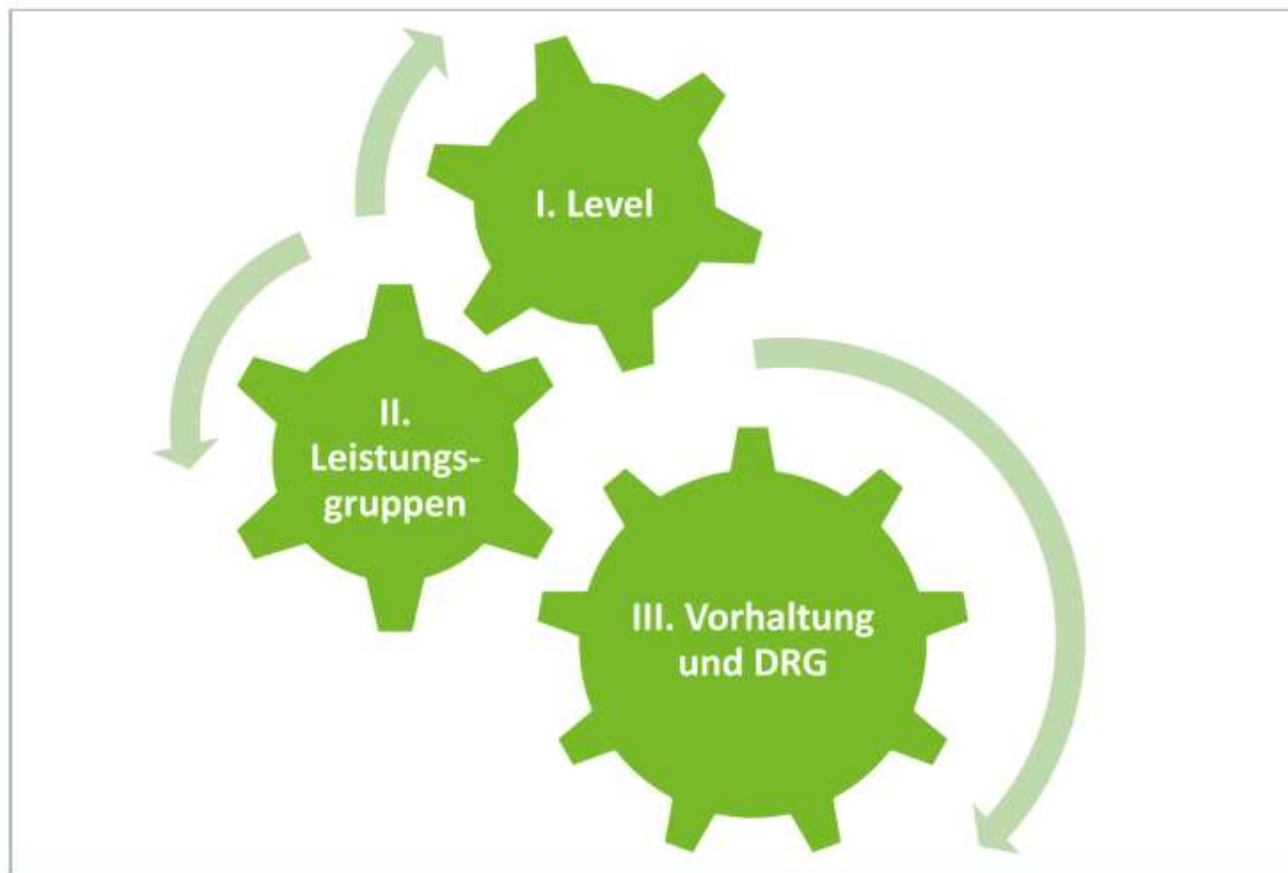 I. Level
II.
Leistungs-
gruppen
III. Vorhaltung
und DRG